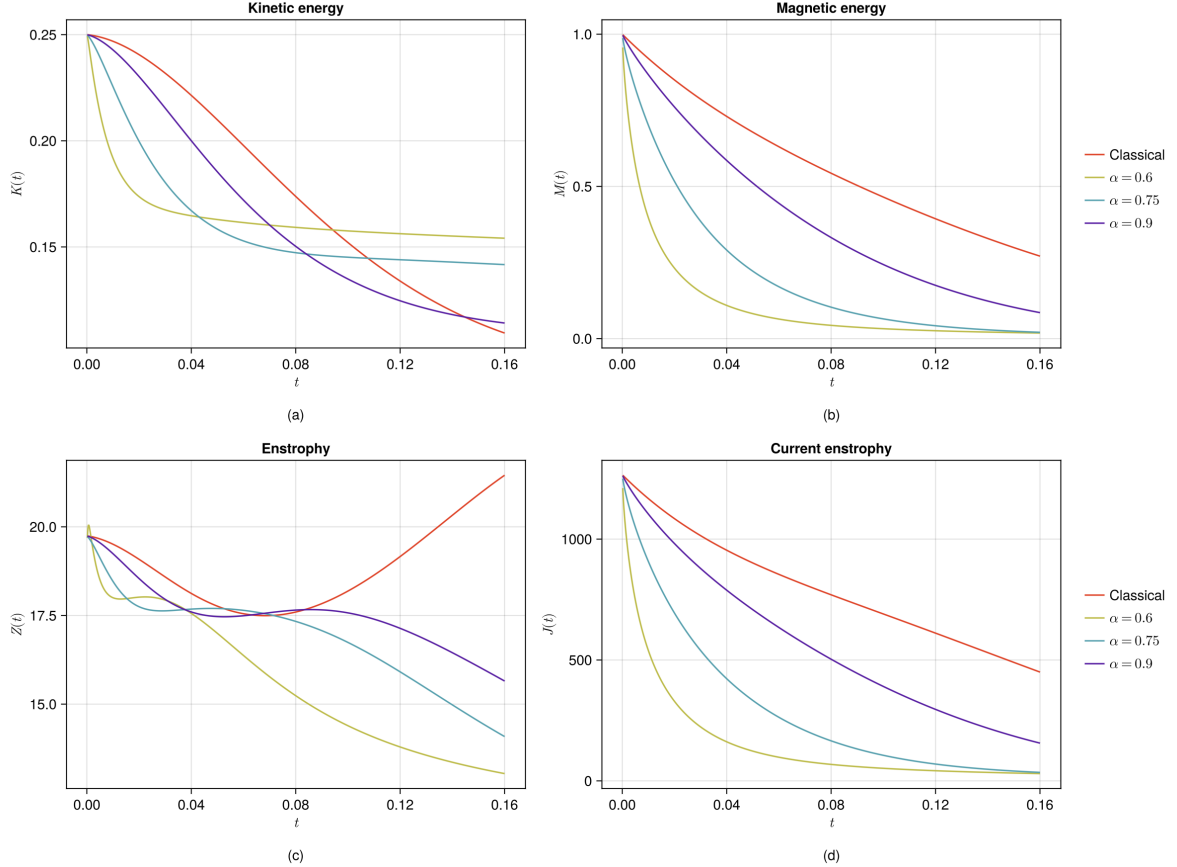 Kinetic energy
K(t)
0.25
0.20
0.15
0.00 0.04 0.08 0.12 0.16
t
(a)
Magnetic energy
M(t)
1.0
0.5
0.0
0.00 0.04 0.08 0.12 0.16
t
(b)
Classical
α = 0.6
α = 0.75
α = 0.9
Enstrophy
Z(t)
20.0
17.5
15.0
0.00 0.04 0.08 0.12 0.16
t
(c)
Current enstrophy
J(t)
1000
500
0
0.00 0.04 0.08 0.12 0.16
t
(d)
Classical
α = 0.6
α = 0.75
α = 0.9